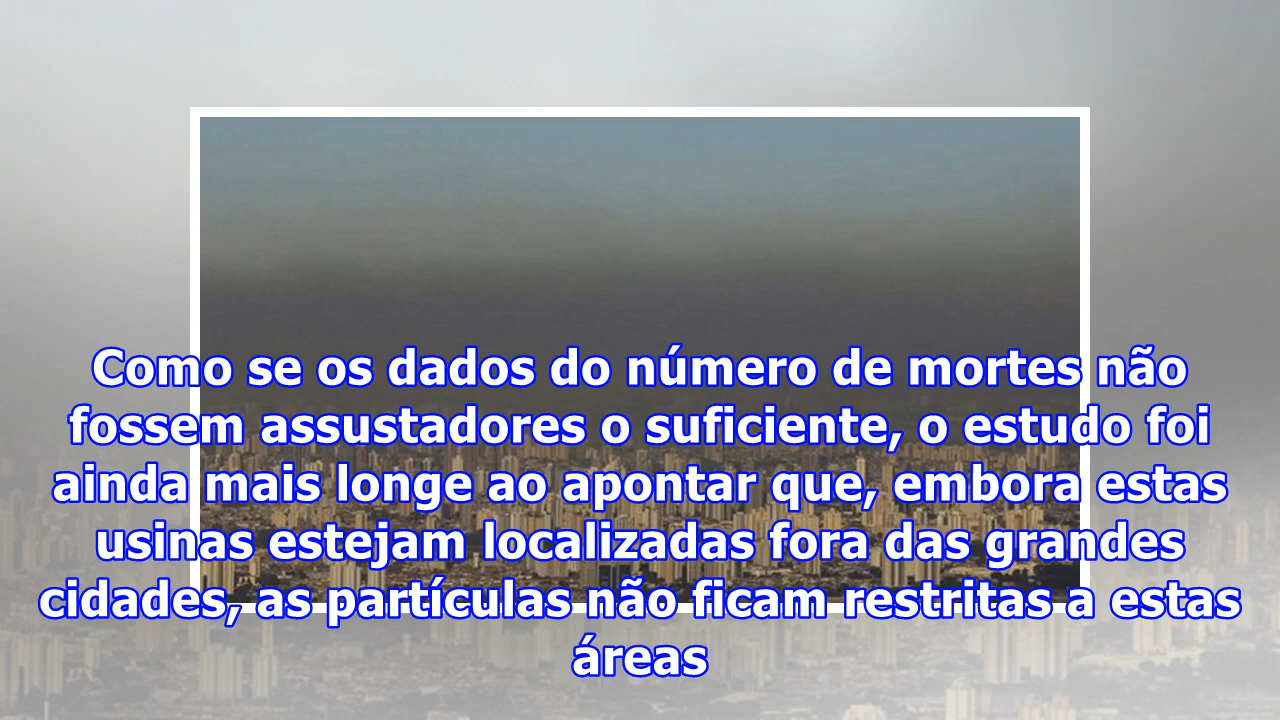 Como se os dados do número de mortes não
fossem assustadores o suficiente, o estudo foi
ainda mais longe ao apontar que, embora estas
usinas estejam localizadas fora das grandes
cidades, as partículas não ficam restritas a estas
áreas